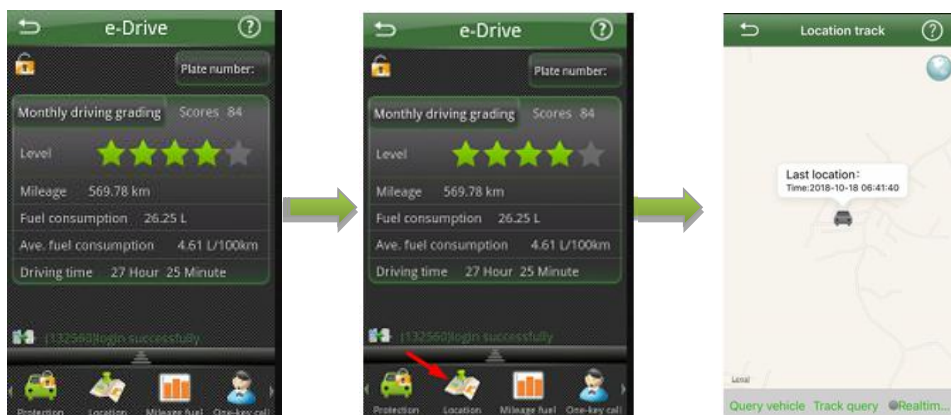 e-Drive
?
Plate number:
Monthly driving grading Scores 84
Level
Mileage 569.78 km
Fuel consumption 26.25 L
Ave. fuel consumption 4.61 L/100km
Driving time 27 Hour 25 Minute
(132560)login successfully
Protection Location Mileage fuel One-key call
e-Drive
?
Plate number:
Monthly driving grading Scores 84
Level
Mileage 569.78 km
Fuel consumption 26.25 L
Ave. fuel consumption 4.61 L/100km
Driving time 27 Hour 25 Minute
(132560)login successfully
Protection Location Mileage fuel One-key call
Location track
?
Last location:
Time:2018-10-18 06:41:40
Legal
Query vehicle Track query Realtim...